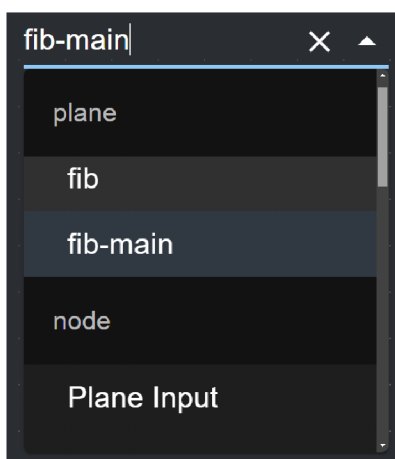 fib-main
plane
fib
fib-main
node
Plane Input